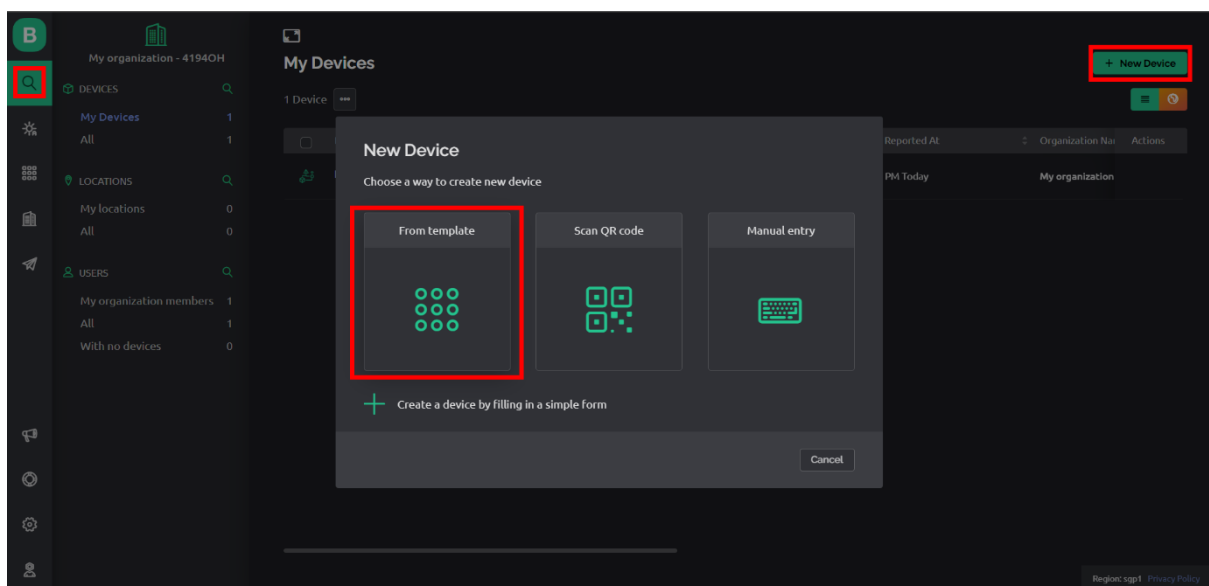 B
My organization - 4194OH
DEVICES
My Devices 1
All 1
LOCATIONS
My locations 0
All 0
USERS
My organization members 1
All 1
With no devices 0
My Devices
+ New Device
1 Device
Reported At
Organization Nar
Actions
PM Today
My organization
New Device
Choose a way to create new device
From template
Scan QR code
Manual entry
Create a device by filling in a simple form
Cancel
Region: sgp1 Privacy Policy